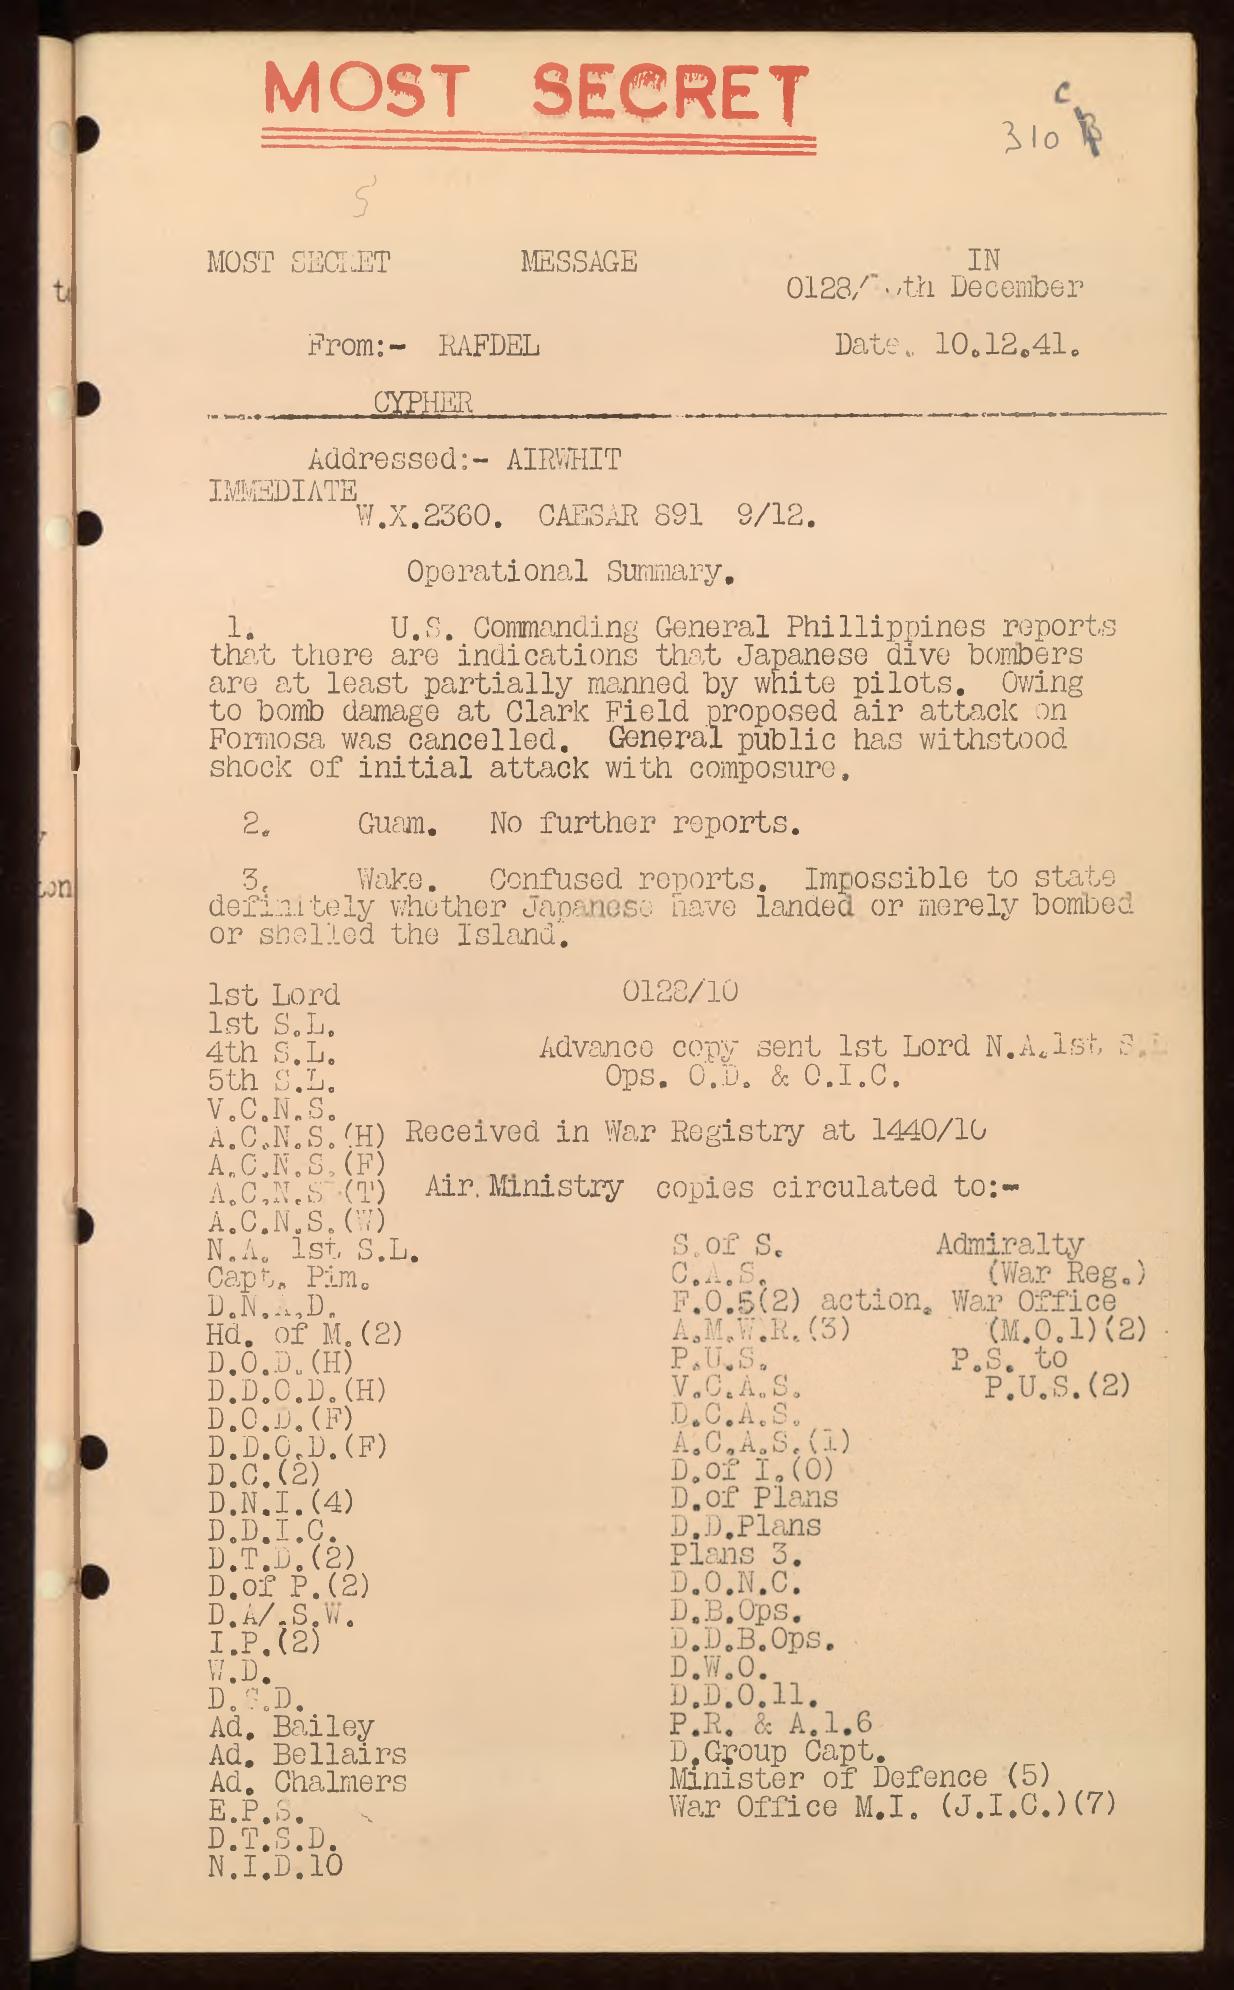 MOST SECRET
310
C
B
MOST SECRET MESSAGE IN
0128/ th December
From:- RAFDEL Date. 10.12.41.
CYPHER
Addressed:- AIRWHIT
IMMEDIATE
W.X.2360. CAESAR 891 9/12.
Operational Summary.
1. U.S. Commanding General Phillippines reports
that there are indications that Japanese dive bombers
are at least partially manned by white pilots. Owing
to bomb damage at Clark Field proposed air attack on
Formosa was cancelled. General public has withstood
shock of initial attack with composure.
2. Guam. No further reports.
3. Wake. Confused reports. Impossible to state
definitely whether Japanese have landed or merely bombed
or shelled the Island.
0128/10
Advance copy sent 1st Lord N.A.1st S.L
Ops. O.D. & O.I.C.
Received in War Registry at 1440/10
Air Ministry copies circulated to:-
1st Lord
1st S.L.
4th S.L.
5th S.L.
V.C.N.S.
A.C.N.S.(H)
A.C.N.S.(F)
A.C.N.S (T)
A.C.N.S.(W)
N.A. 1st S.L.
Capt. Pim.
D.N.A.D.
Hd. of M.(2)
D.O.D.(H)
D.D.O.D.(H)
D.O.D.(F)
D.D.O.D.(F)
D.C.(2)
D.N.I.(4)
D.D.I.C.
D.T.D.(2)
D.of P.(2)
D.A/.S.W.
I.P.(2)
W.D.
D.S.D.
Ad. Bailey
Ad. Bellairs
Ad. Chalmers
E.P.S.
D.T.S.D.
N.I.D.10
S.of S.
C.A.S.
F.O.5(2) action.
A.M.W.R.(3)
P.U.S.
V.C.A.S.
D.C.A.S.
A.C.A.S.(1)
D.of I.(O)
D.of Plans
D.D.Plans
Plans 3.
D.O.N.C.
D.B.Ops.
D.D.B.Ops.
D.W.O.
D.D.O.11.
P.R. & A.1.6
D.Group Capt.
Minister of Defence (5)
War Office M.I. (J.I.C.)(7)
Admiralty
(War Reg.)
War Office
(M.O.1)(2)
P.S. to
P.U.S.(2)